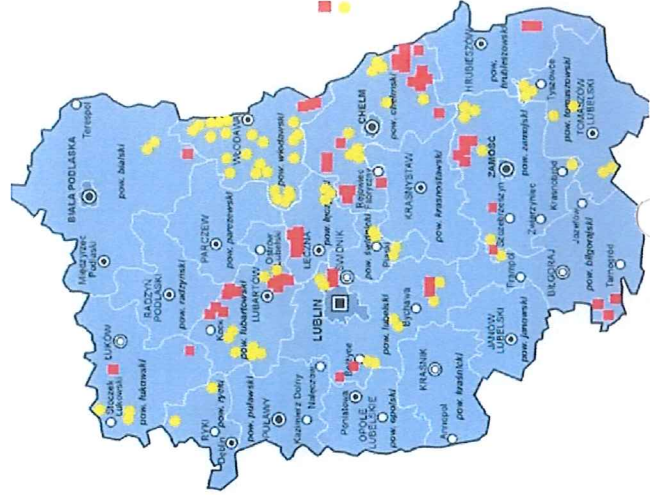 Terespol
BIAŁA PODLASKA
pow. bialski
Międzyrzec
Podlaski
ŁUKÓW
Stoczek
Łukowski
pow. łukowski
RADZYŃ
PODLASKI
pow. radzyński
PARCZEW
pow. parczewski
WŁODAWA
pow. włodawski
RYKI
Dęblin
pow. rycki
PUŁAWY
pow. puławski
Kazimierz Dolny
Nałęczów
Kock
pow. lubartowski
LUBARTÓW
Ostrów
Lubelski
ŁĘCZNA
pow. łęcz.
LUBLIN
ŚWIDNIK
pow. świdnicki
Piaski
CHEŁM
pow. chełmski
Rejowiec
Fabryczny
KRASNYSTAW
pow. krasnostawski
Poniatowa
OPOLE
LUBELSKIE
pow. opolski
Bełżyce
pow. lubelski
Bychawa
KRAŚNIK
pow. kraśnicki
Annopol
JANÓW
LUBELSKI
pow. janowski
Frampol
BIŁGORAJ
pow. biłgorajski
Tarnogród
Józefów
Szczebrzeszyn
Zwierzyniec
Krasnobród
ZAMOŚĆ
pow. zamojski
HRUBIESZÓW
pow.
hrubieszowski
Tyszowce
pow. tomaszowski
TOMASZÓW
LUBELSKI